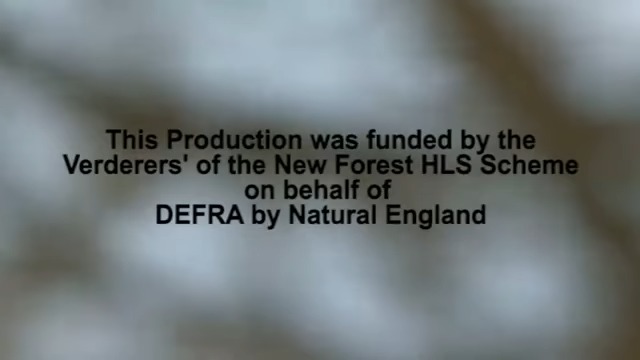 This Production was funded by the
Verderers' of the New Forest HLS Scheme
on behalf of
DEFRA by Natural England